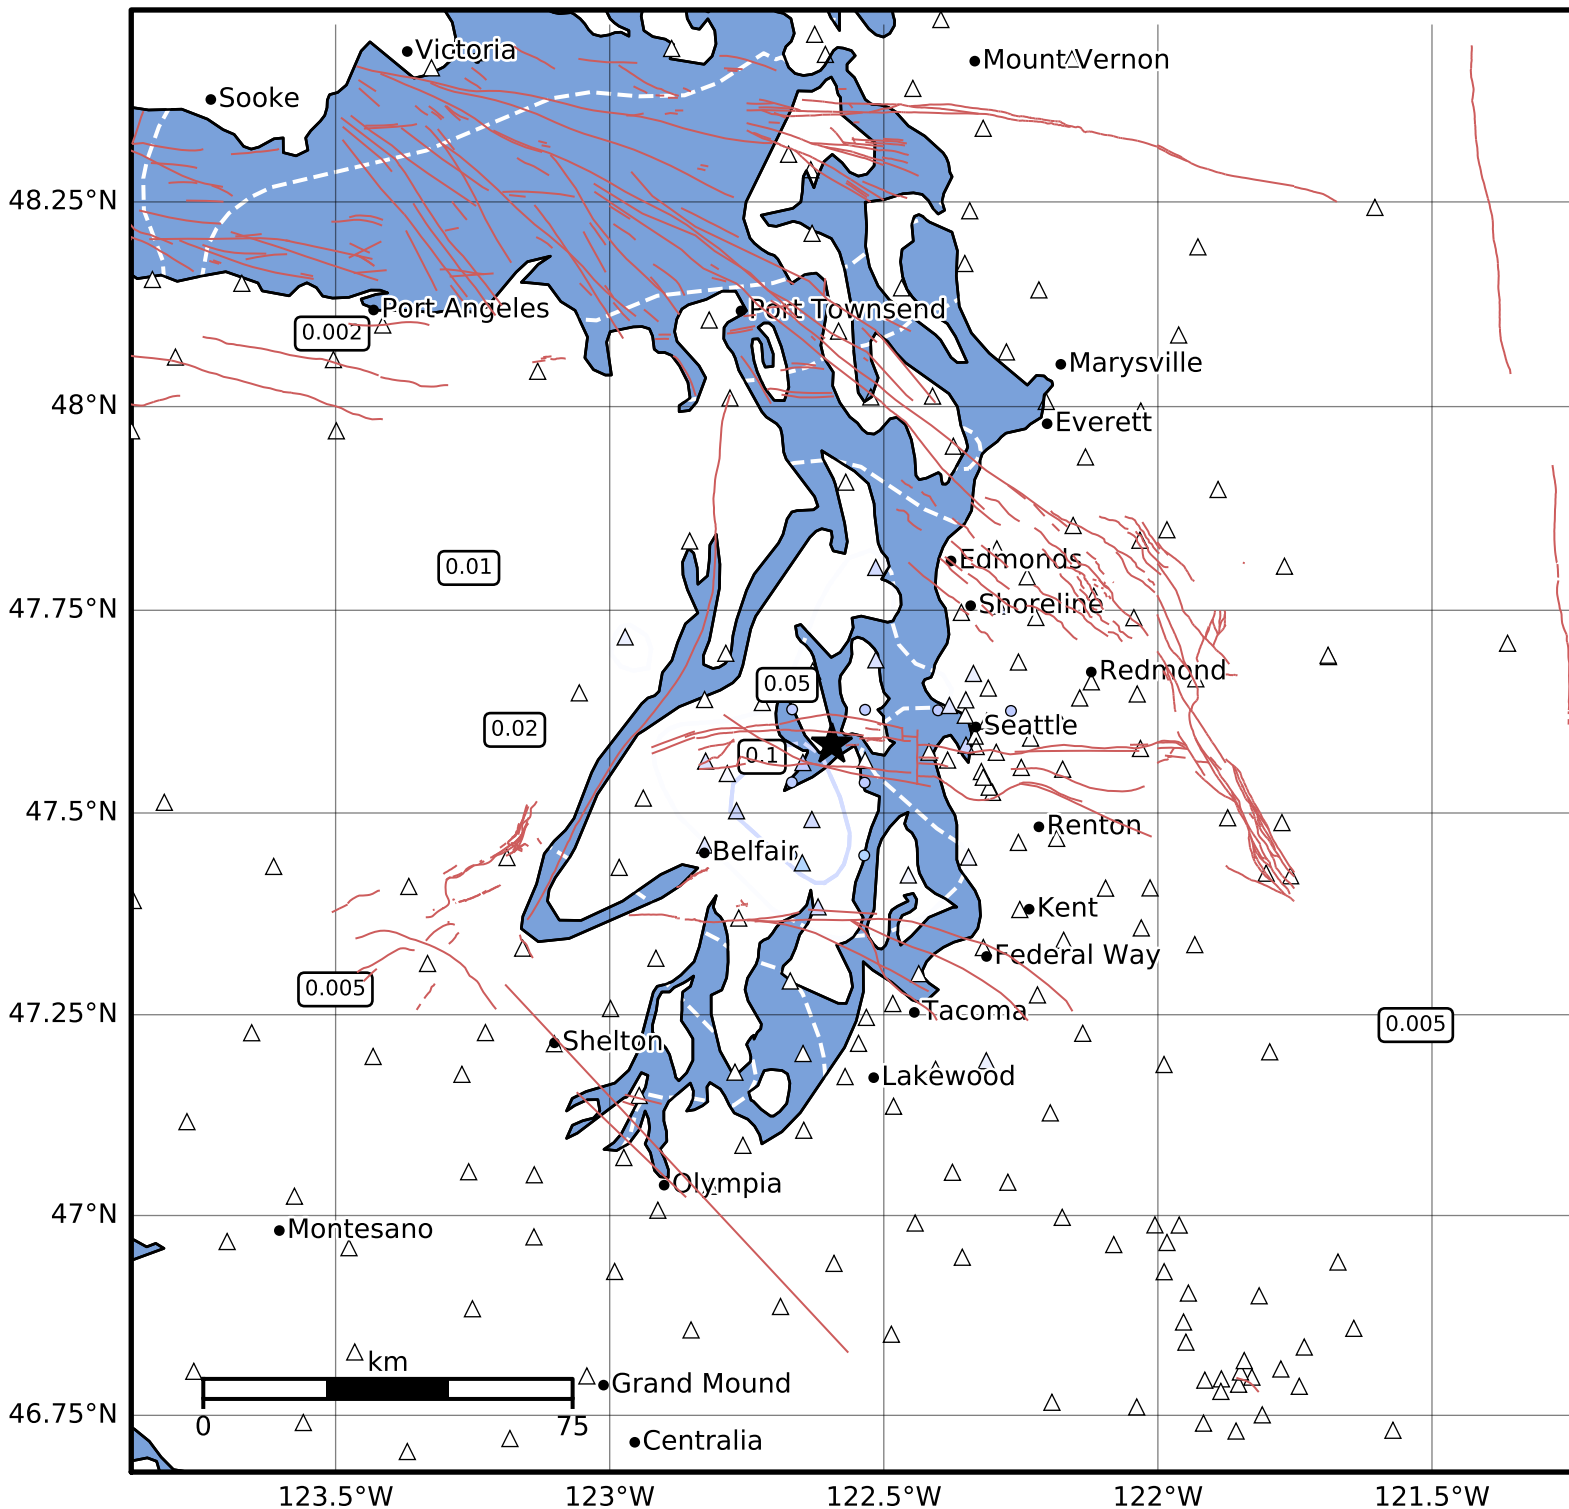 Victoria
Mount Vernon
Sooke
48.25°N
Port Angeles
Port Townsend
0.002
Marysville
48°N
Everett
Edmonds
0.01
Shoreline
47.75°N
Redmond
0.05
Seattle
0.02
0.1
47.5°N
Renton
Belfair
Kent
Federal Way
0.005
47.25°N
Tacoma
0.005
Shelton
Lakewood
Olympia
47°N
Montesano
km
Grand Mound
46.75°N
0
75
Centralia
123.5°W
123°W
122.5°W
122°W
121.5°W